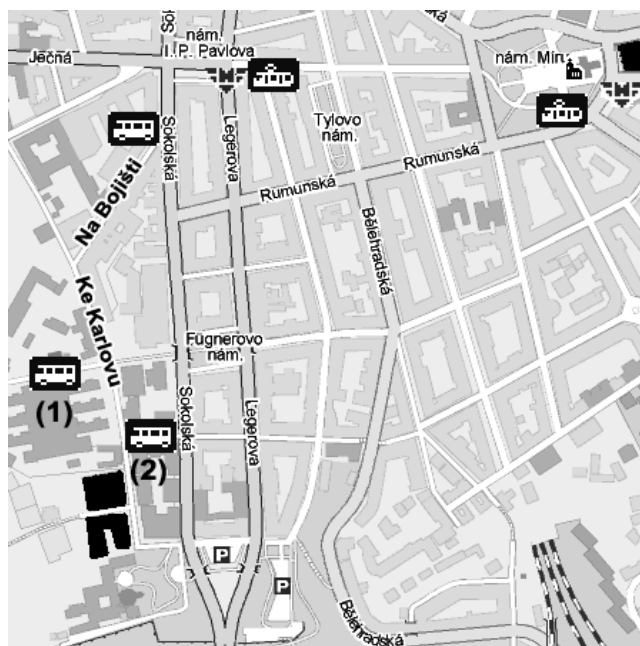 Sok
nám.
I. P. Pavlova
Ječná
nám. Míru
Sokolská
Legerova
Tylovo
nám.
Rumunská
Rumunská
Na Bojišti
Bělehradská
Ke Karlovu
Fügnerovo
nám.
(1)
Sokolská
Legerova
(2)
P
P
Bělehradská